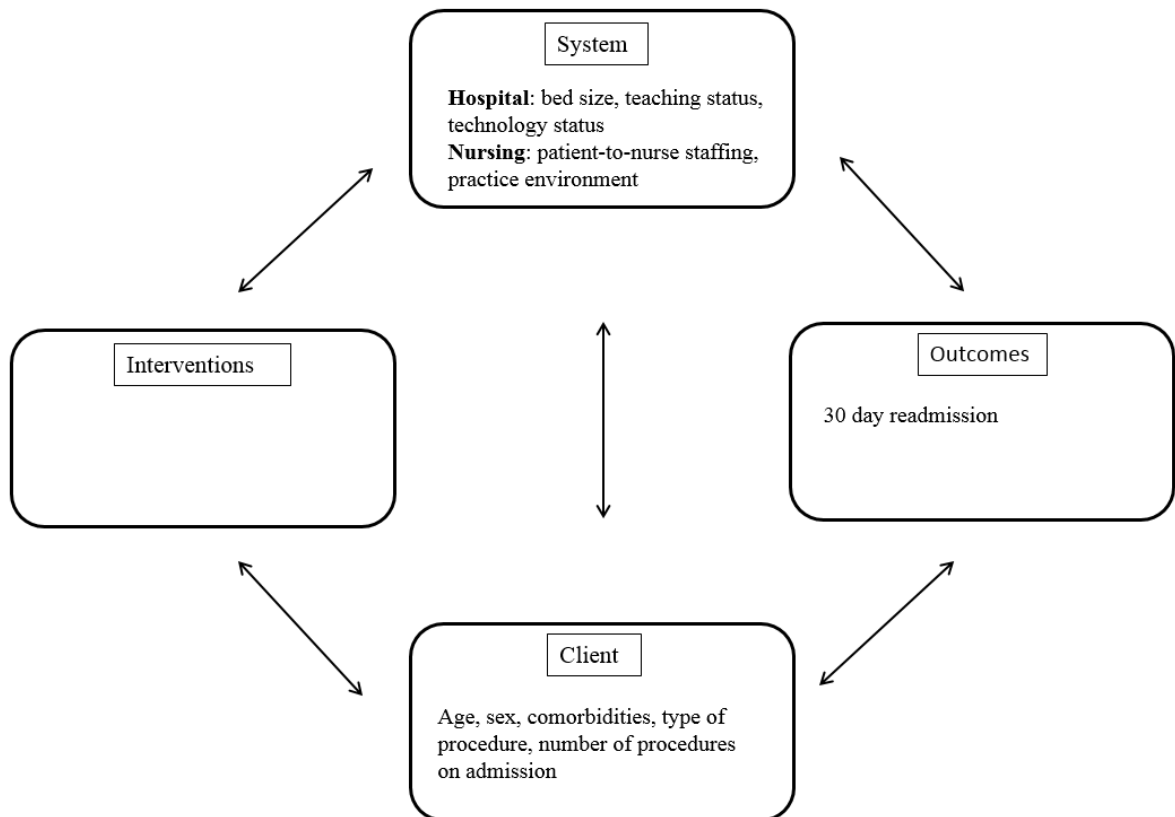 System
Hospital: bed size, teaching status,
technology status
Nursing: patient-to-nurse staffing,
practice environment
Interventions
Outcomes
30 day readmission
Client
Age, sex, comorbidities, type of
procedure, number of procedures
on admission